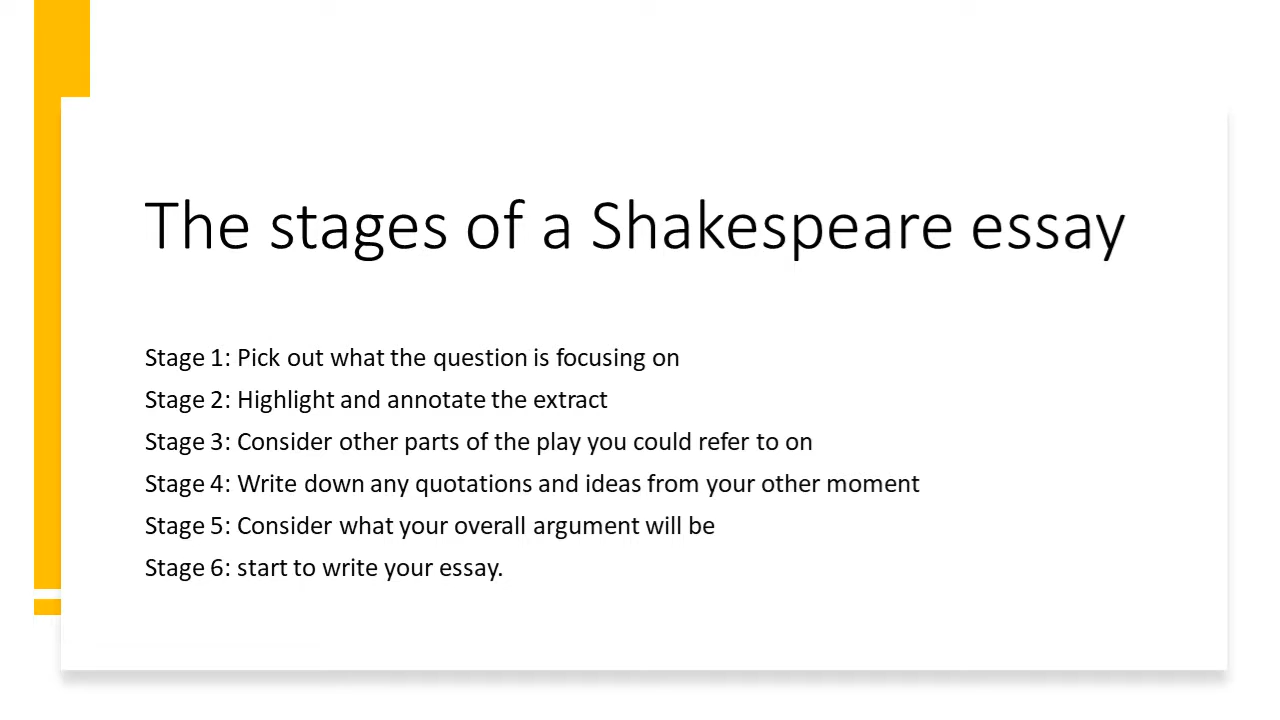 The stages of a Shakespeare essay
Stage 1: Pick out what the question is focusing on
Stage 2: Highlight and annotate the extract
Stage 3: Consider other parts of the play you could refer to on
Stage 4: Write down any quotations and ideas from your other moment
Stage 5: Consider what your overall argument will be
Stage 6: start to write your essay.